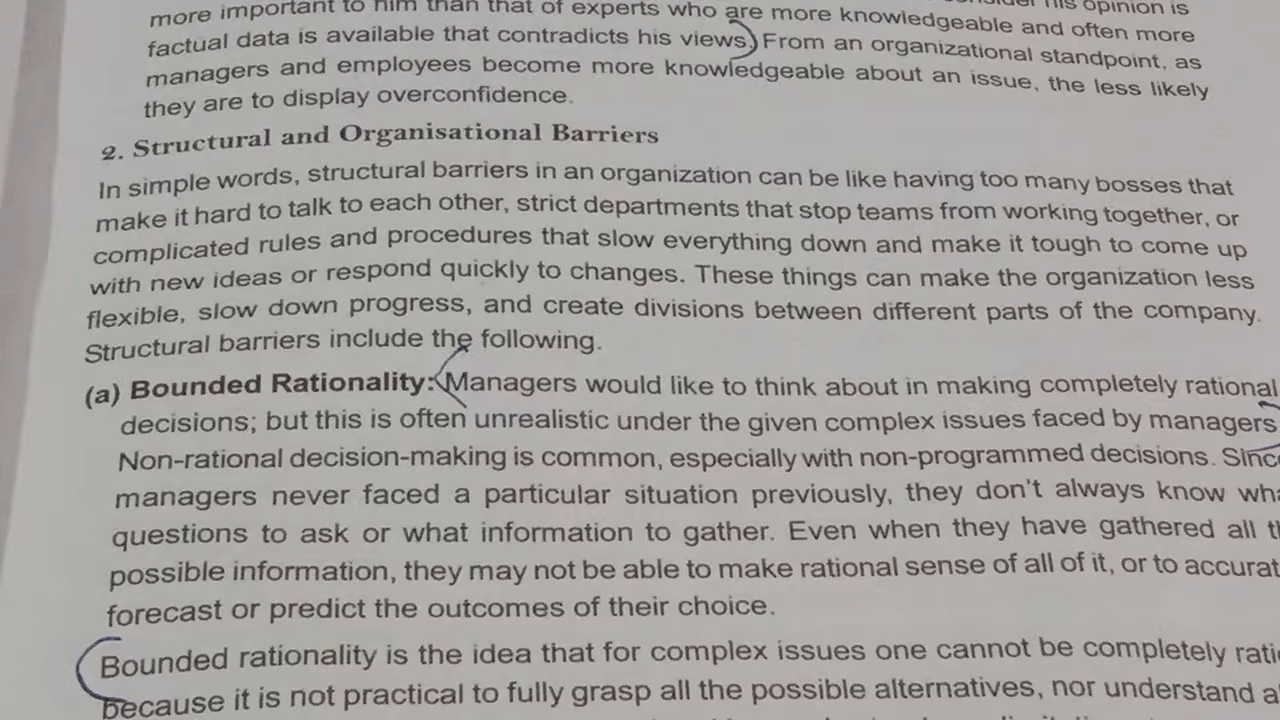 his opinion is
more important to him than that of experts who are more knowledgeable and often more
factual data is available that contradicts his views. From an organizational standpoint, as
managers and employees become more knowledgeable about an issue, the less likely
they are to display overconfidence.
2. Structural and Organisational Barriers
In simple words, structural barriers in an organization can be like having too many bosses that
make it hard to talk to each other, strict departments that stop teams from working together, or
complicated rules and procedures that slow everything down and make it tough to come up
with new ideas or respond quickly to changes. These things can make the organization less
flexible, slow down progress, and create divisions between different parts of the company.
Structural barriers include the following.
(a) Bounded Rationality: Managers would like to think about in making completely rational
decisions; but this is often unrealistic under the given complex issues faced by managers
Non-rational decision-making is common, especially with non-programmed decisions.
managers never faced a particular situation previously, they don't always know
questions to ask or what information to gather. Even when they have gathered all
possible information, they may not be able to make rational sense of all of it, or to
forecast or predict the outcomes of their choice.
Bounded rationality is the idea that for complex issues one cannot be completely
because it is not practical to fully grasp all the possible alternatives, nor understand